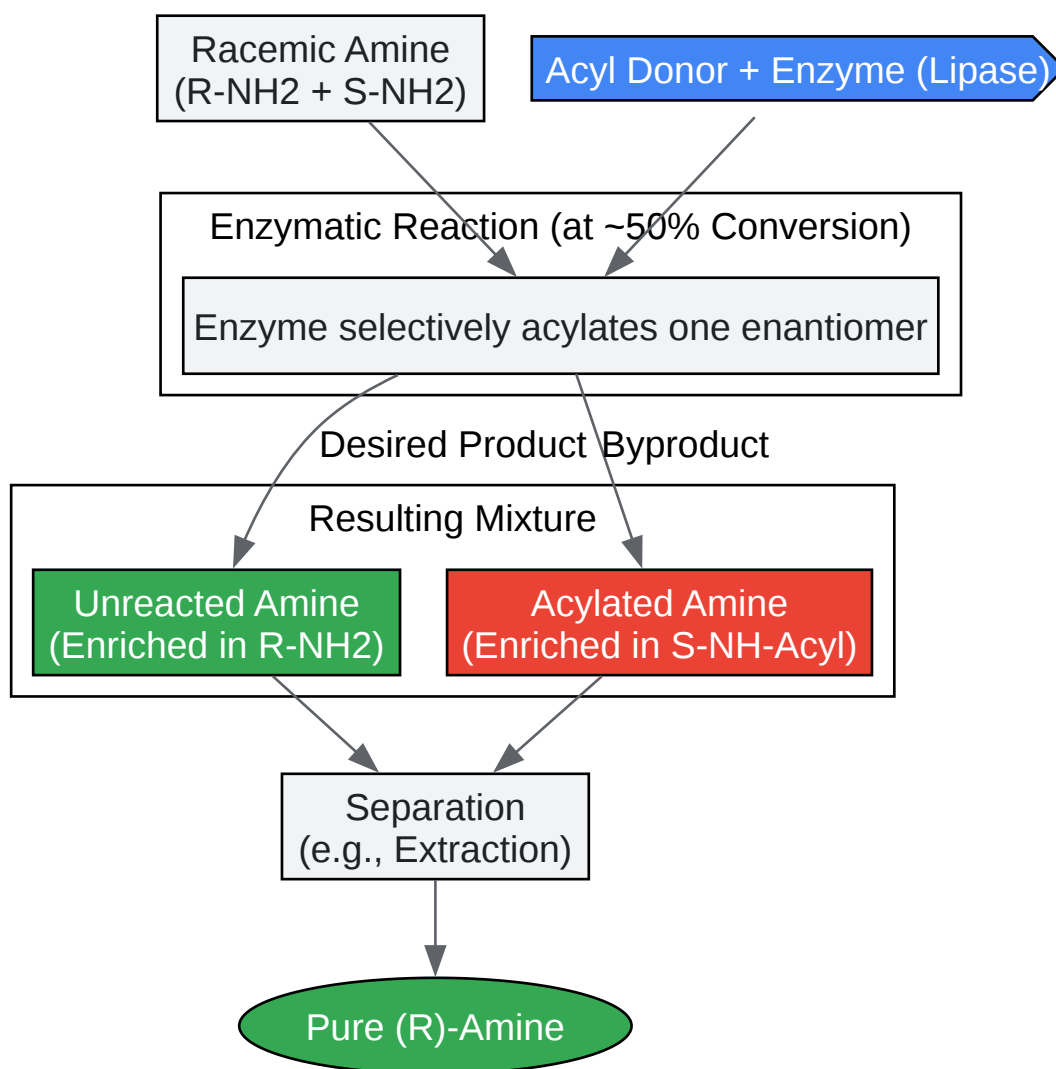 Racemic Amine
(R-NH2 + S-NH2)
Acyl Donor + Enzyme (Lipase)
Enzymatic Reaction (at ~50% Conversion)
Enzyme selectively acylates one enantiomer
Desired Product
Byproduct
Resulting Mixture
Unreacted Amine
(Enriched in R-NH2)
Acylated Amine
(Enriched in S-NH-Acyl)
Separation
(e.g., Extraction)
Pure (R)-Amine